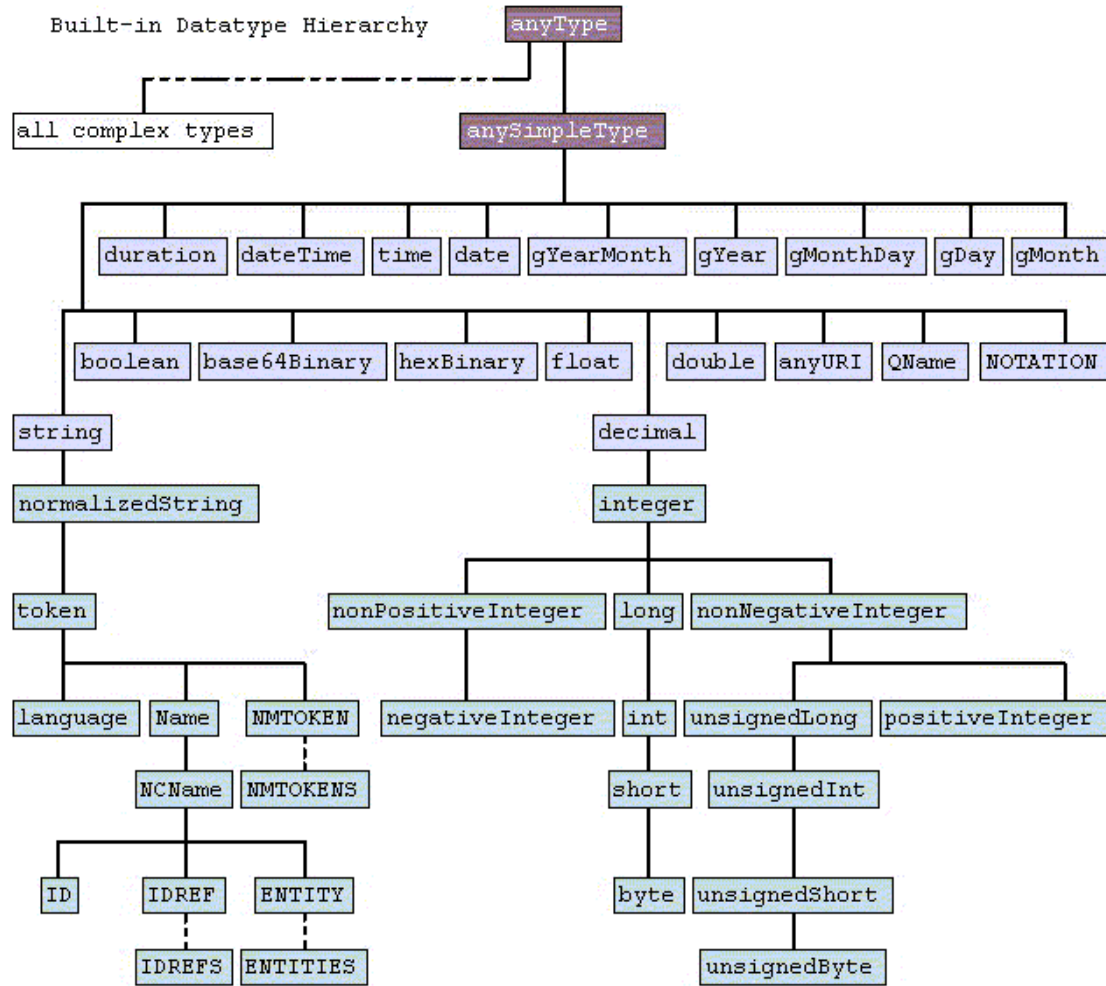 Built-in Datatype Hierarchy anyType
all complex types anySimpleType
duration dateTime time date gYearMonth gYear gMonthDay gDay gMonth
boolean base64Binary hexBinary float double anyURI QName NOTATION
string decimal
normalizedString integer
token nonPositiveInteger long nonNegativeInteger
language Name NMTOKEN negativeInteger int unsignedLong positiveInteger
NCName NMTOKENS short unsignedInt
ID IDREF ENTITY byte unsignedShort
IDREFS ENTITIES unsignedByte